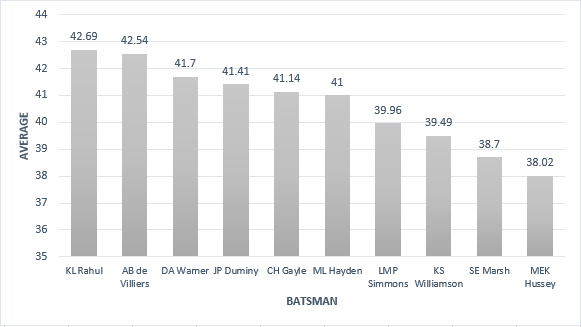 44
43
42
41
40
39
38
37
36
35
AVERAGE
42.69
42.54
41.7
41.41
41.14
41
39.96
39.49
38.7
38.02
KL Rahul
AB de
Villiers
DA Warner
JP Duminy
CH Gayle
ML Hayden
LMP
Simmons
KS
Williamson
SE Marsh
MEK
Hussey
BATSMAN